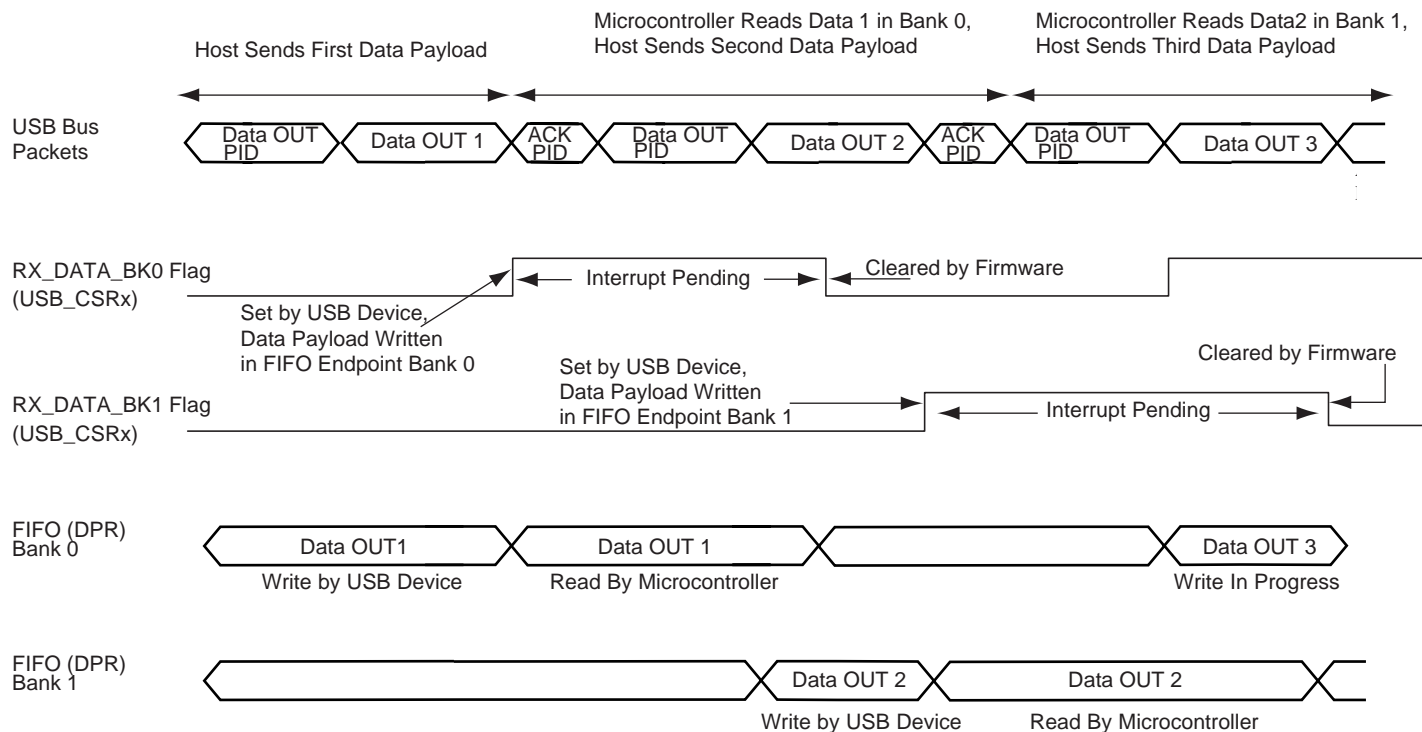 Microcontroller Reads Data 1 in Bank 0,
Host Sends Second Data Payload
Microcontroller Reads Data2 in Bank 1,
Host Sends Third Data Payload
Host Sends First Data Payload
USB Bus
Packets
Data OUT
PID
Data OUT 1
ACK
PID
Data OUT
PID
Data OUT 2
ACK
PID
Data OUT
PID
Data OUT 3
RX_DATA_BK0 Flag
(USB_CSRx)
Interrupt Pending
Cleared by Firmware
Set by USB Device,
Data Payload Written
in FIFO Endpoint Bank 0
Cleared by Firmware
Set by USB Device,
Data Payload Written
in FIFO Endpoint Bank 1
RX_DATA_BK1 Flag
(USB_CSRx)
Interrupt Pending
FIFO (DPR)
Bank 0
Data OUT1
Data OUT 1
Data OUT 3
Write by USB Device
Read By Microcontroller
Write In Progress
FIFO (DPR)
Bank 1
Data OUT 2
Data OUT 2
Write by USB Device
Read By Microcontroller